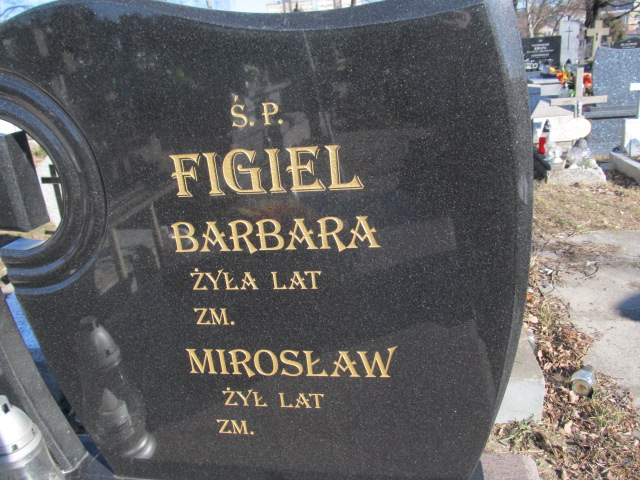 Ś. P.
FIGIEL
BARBARA
ŻYŁA LAT
ZM.
MIROSŁAW
ŻYŁ LAT
ZM.